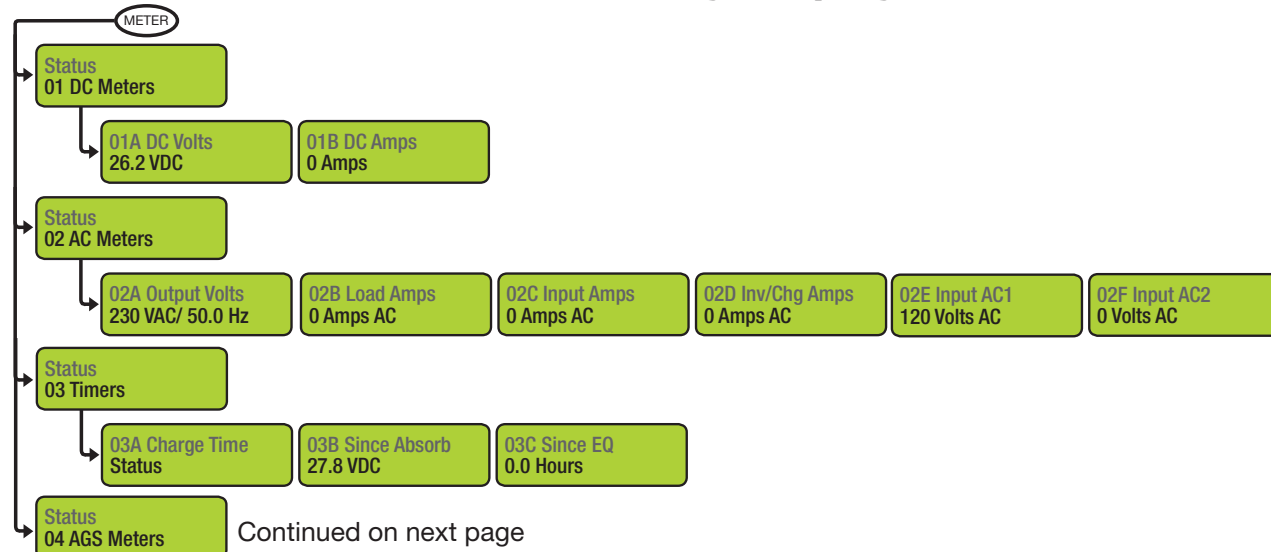 METER
Status
01 DC Meters
01A DC Volts
26.2 VDC
01B DC Amps
0 Amps
Status
02 AC Meters
02A Output Volts
230 VAC/ 50.0 Hz
02B Load Amps
0 Amps AC
02C Input Amps
0 Amps AC
02D Inv/Chg Amps
0 Amps AC
02E Input AC1
120 Volts AC
02F Input AC2
0 Volts AC
Status
03 Timers
03A Charge Time
Status
03B Since Absorb
27.8 VDC
03C Since EQ
0.0 Hours
Status
04 AGS Meters
Continued on next page